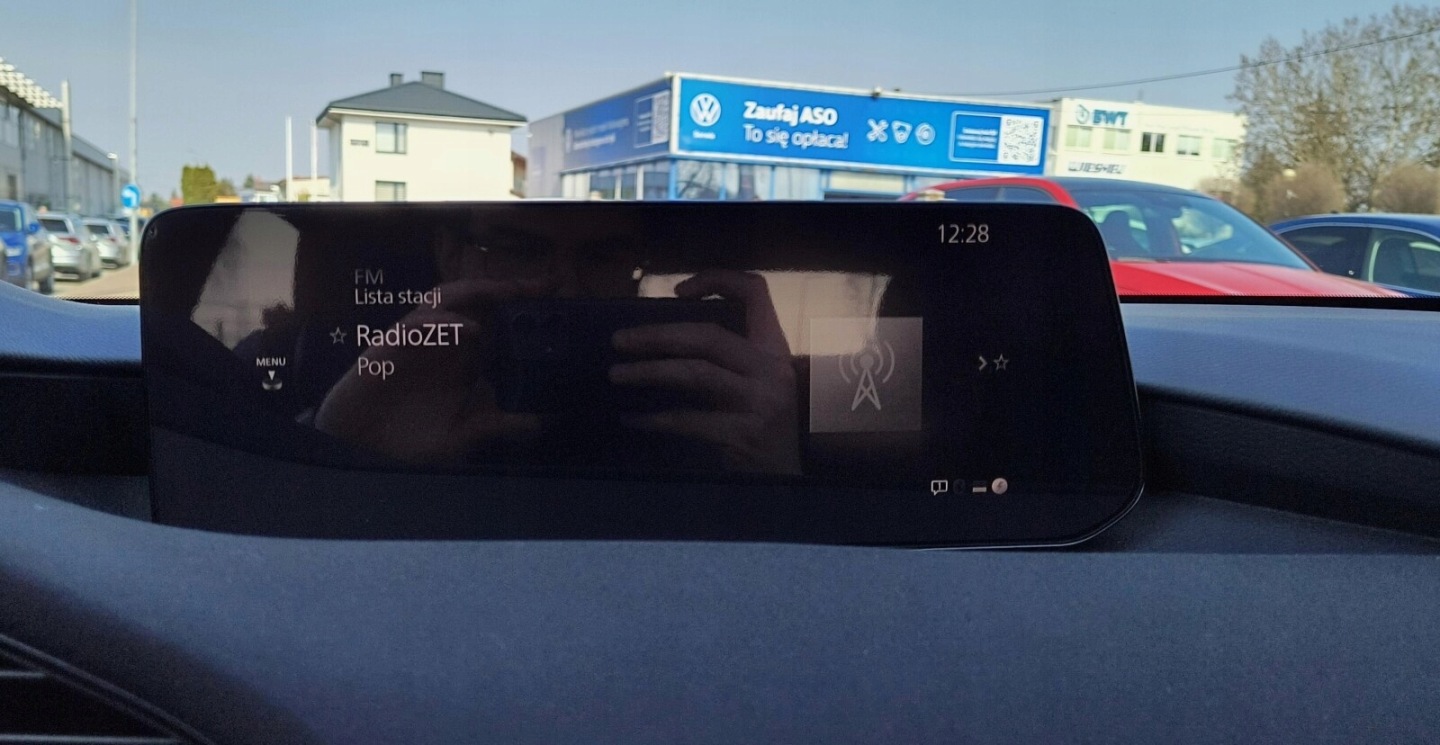 Zaufaj ASO
To się opłaca!
BWT
12:28
FM
Lista stacji
RadioZET
Pop
MENU